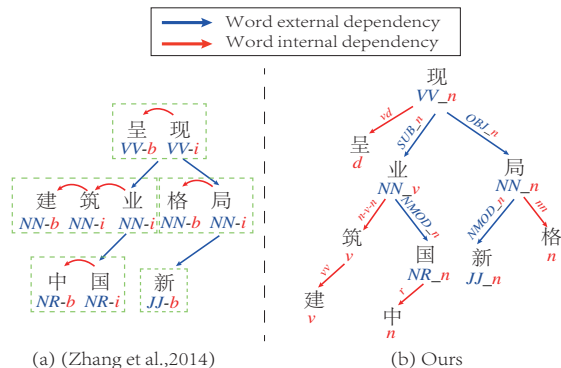 Word external dependency
Word internal dependency
呈 现
VV-b VV-i
建 筑 业 格 局
NN-b NN-i NN-i NN-b NN-i
中 国 新
NR-b NR-i JJ-b
(a) (Zhang et al.,2014)
现
VV_n
vd SUB_n OBJ_n
呈
d
业 局
NN_v NN_n
n-v-n NMOD_n NMOD_n nn
筑 国 新 格
v NR_n JJ_n n
vv r
建 中
v n
(b) Ours